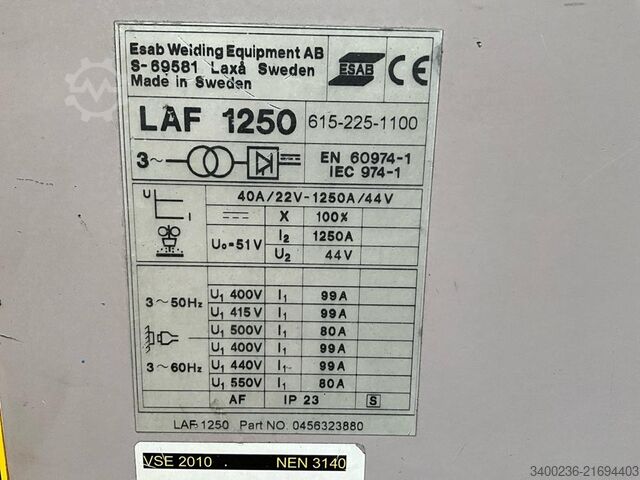 Esab Welding Equipment AB
S-69581 Laxå Sweden
Made in Sweden
ESAB
CE
LAF 1250 615-225-1100
3~ EN 60974-1
IEC 974-1
U I 40A/22V-1250A/44V
X 100%
U₀=51V I₂ 1250A
U₂ 44V
3~50Hz U₁ 400V I₁ 99A
U₁ 415V I₁ 99A
U₁ 500V I₁ 80A
3~60Hz U₁ 400V I₁ 99A
U₁ 440V I₁ 99A
U₁ 550V I₁ 80A
AF IP 23 S
LAF 1250 Part NO. 0456323880
VSE 2010 NEN 3140
3400236-21694403